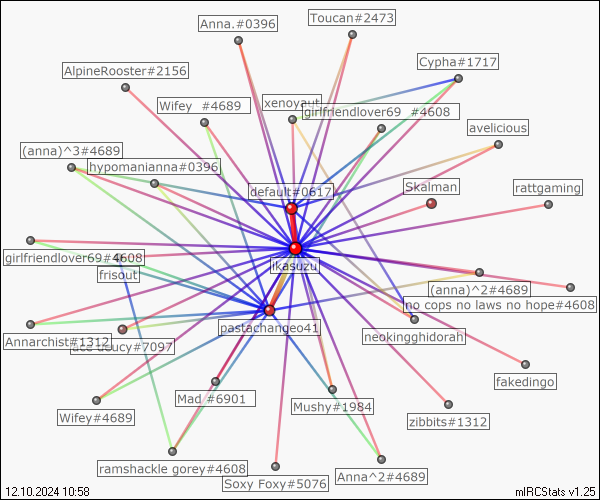 Toucan#2473
Anna.#0396
Cypha#1717
AlpineRooster#2156
xenoyaut
Wifey #4689
girlfriendlover69 #4608
avelicious
(anna)^3#4689
hypomanianna#0396
default#0617
Skalman
rattgaming
girlfriendlover69#4608
frisout
ikasuzu
(anna)^2#4689
no cops no laws no hope#4608
pastachangeo41
neokingghidorah
Annarchist#1312
#7097
fakedingo
Mad #6901
Mushy#1984
Wifey#4689
zibbits#1312
ramshackle gorey#4608
Anna^2#4689
Soxy Foxy#5076
12.10.2024 10:58
mIRCStats v1.25